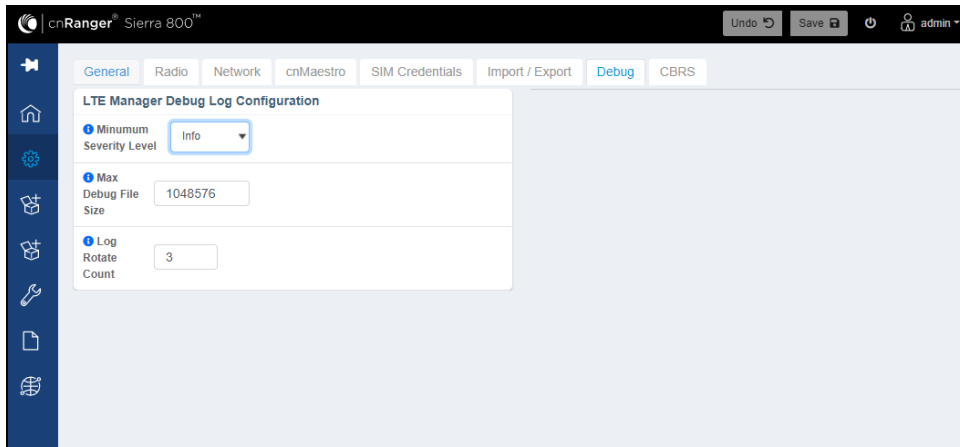 cnRanger® Sierra 800™
Undo Save admin
General Radio Network cnMaestro SIM Credentials Import / Export Debug CBRS
LTE Manager Debug Log Configuration
Minumum
Severity Level
Info
Max
Debug File
Size
1048576
Log
Rotate
Count
3